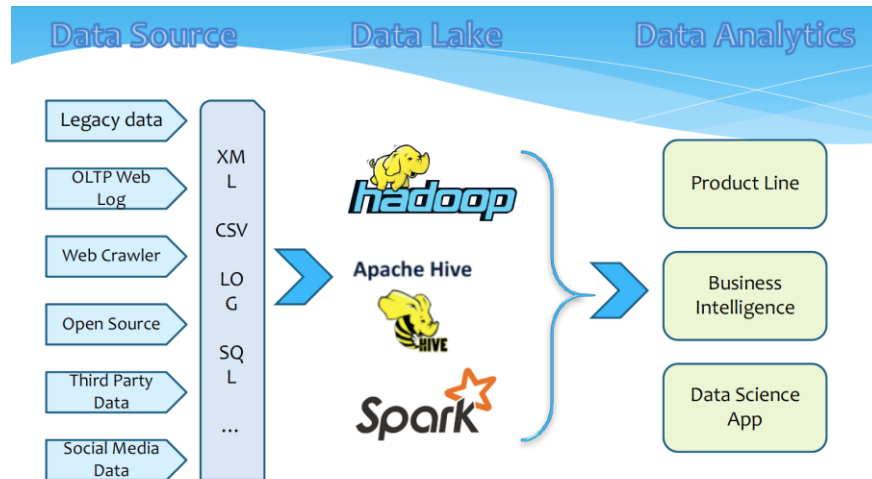 Data Source
Data Lake
Data Analytics
Legacy data
OLTP Web
Log
Web Crawler
Open Source
Third Party
Data
Social Media
Data
XM
L
CSV
LO
G
SQ
L
...
hadoop
Apache Hive
HIVE
Spark
Product Line
Business
Intelligence
Data Science
App